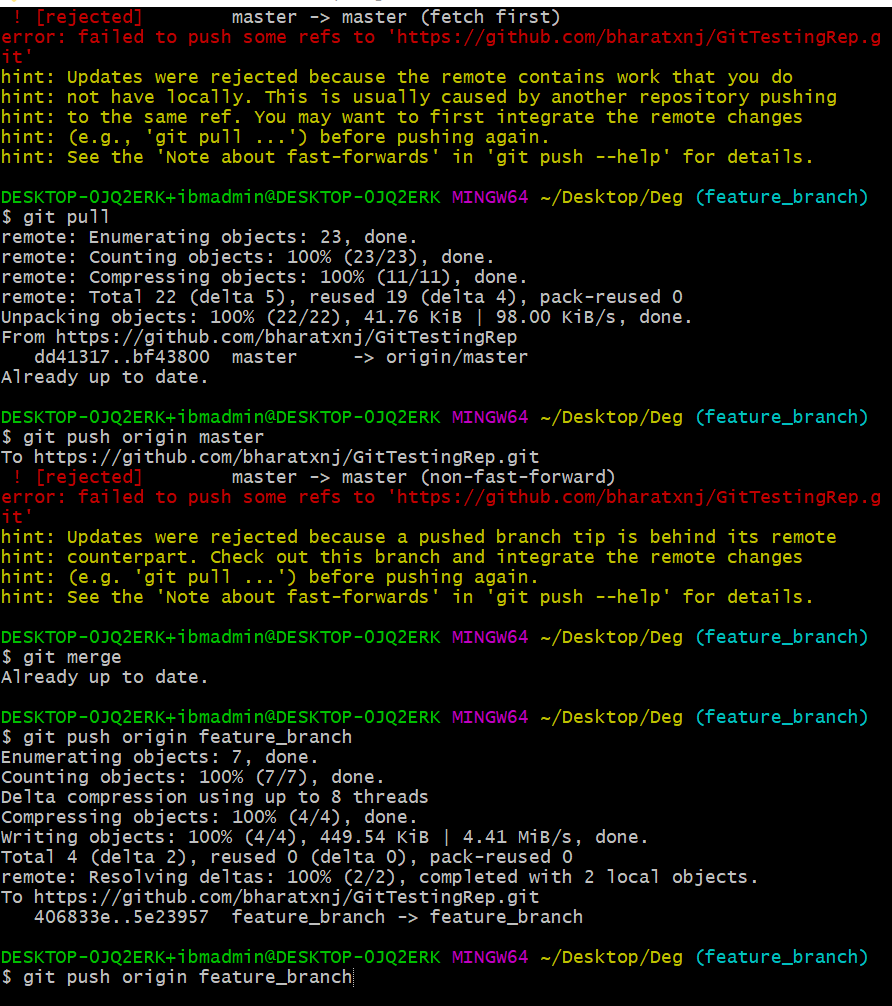 ! [rejected]        master -> master (fetch first)
error: failed to push some refs to 'https://github.com/bharatxnj/GitTestingRep.g
it'
hint: Updates were rejected because the remote contains work that you do
hint: not have locally. This is usually caused by another repository pushing
hint: to the same ref. You may want to first integrate the remote changes
hint: (e.g., 'git pull ...') before pushing again.
hint: See the 'Note about fast-forwards' in 'git push --help' for details.
DESKTOP-0JQ2ERK+ibmadmin@DESKTOP-0JQ2ERK MINGW64 ~/Desktop/Deg (feature_branch)
$ git pull
remote: Enumerating objects: 23, done.
remote: Counting objects: 100% (23/23), done.
remote: Compressing objects: 100% (11/11), done.
remote: Total 22 (delta 5), reused 19 (delta 4), pack-reused 0
Unpacking objects: 100% (22/22), 41.76 KiB | 98.00 KiB/s, done.
From https://github.com/bharatxnj/GitTestingRep
   dd41317..bf43800  master     -> origin/master
Already up to date.
DESKTOP-0JQ2ERK+ibmadmin@DESKTOP-0JQ2ERK MINGW64 ~/Desktop/Deg (feature_branch)
$ git push origin master
To https://github.com/bharatxnj/GitTestingRep.git
 ! [rejected]        master -> master (non-fast-forward)
error: failed to push some refs to 'https://github.com/bharatxnj/GitTestingRep.g
it'
hint: Updates were rejected because a pushed branch tip is behind its remote
hint: counterpart. Check out this branch and integrate the remote changes
hint: (e.g. 'git pull ...') before pushing again.
hint: See the 'Note about fast-forwards' in 'git push --help' for details.
DESKTOP-0JQ2ERK+ibmadmin@DESKTOP-0JQ2ERK MINGW64 ~/Desktop/Deg (feature_branch)
$ git merge
Already up to date.
DESKTOP-0JQ2ERK+ibmadmin@DESKTOP-0JQ2ERK MINGW64 ~/Desktop/Deg (feature_branch)
$ git push origin feature_branch
Enumerating objects: 7, done.
Counting objects: 100% (7/7), done.
Delta compression using up to 8 threads
Compressing objects: 100% (4/4), done.
Writing objects: 100% (4/4), 449.54 KiB | 4.41 MiB/s, done.
Total 4 (delta 2), reused 0 (delta 0), pack-reused 0
remote: Resolving deltas: 100% (2/2), completed with 2 local objects.
To https://github.com/bharatxnj/GitTestingRep.git
   406833e..5e23957  feature_branch -> feature_branch
DESKTOP-0JQ2ERK+ibmadmin@DESKTOP-0JQ2ERK MINGW64 ~/Desktop/Deg (feature_branch)
$ git push origin feature_branch